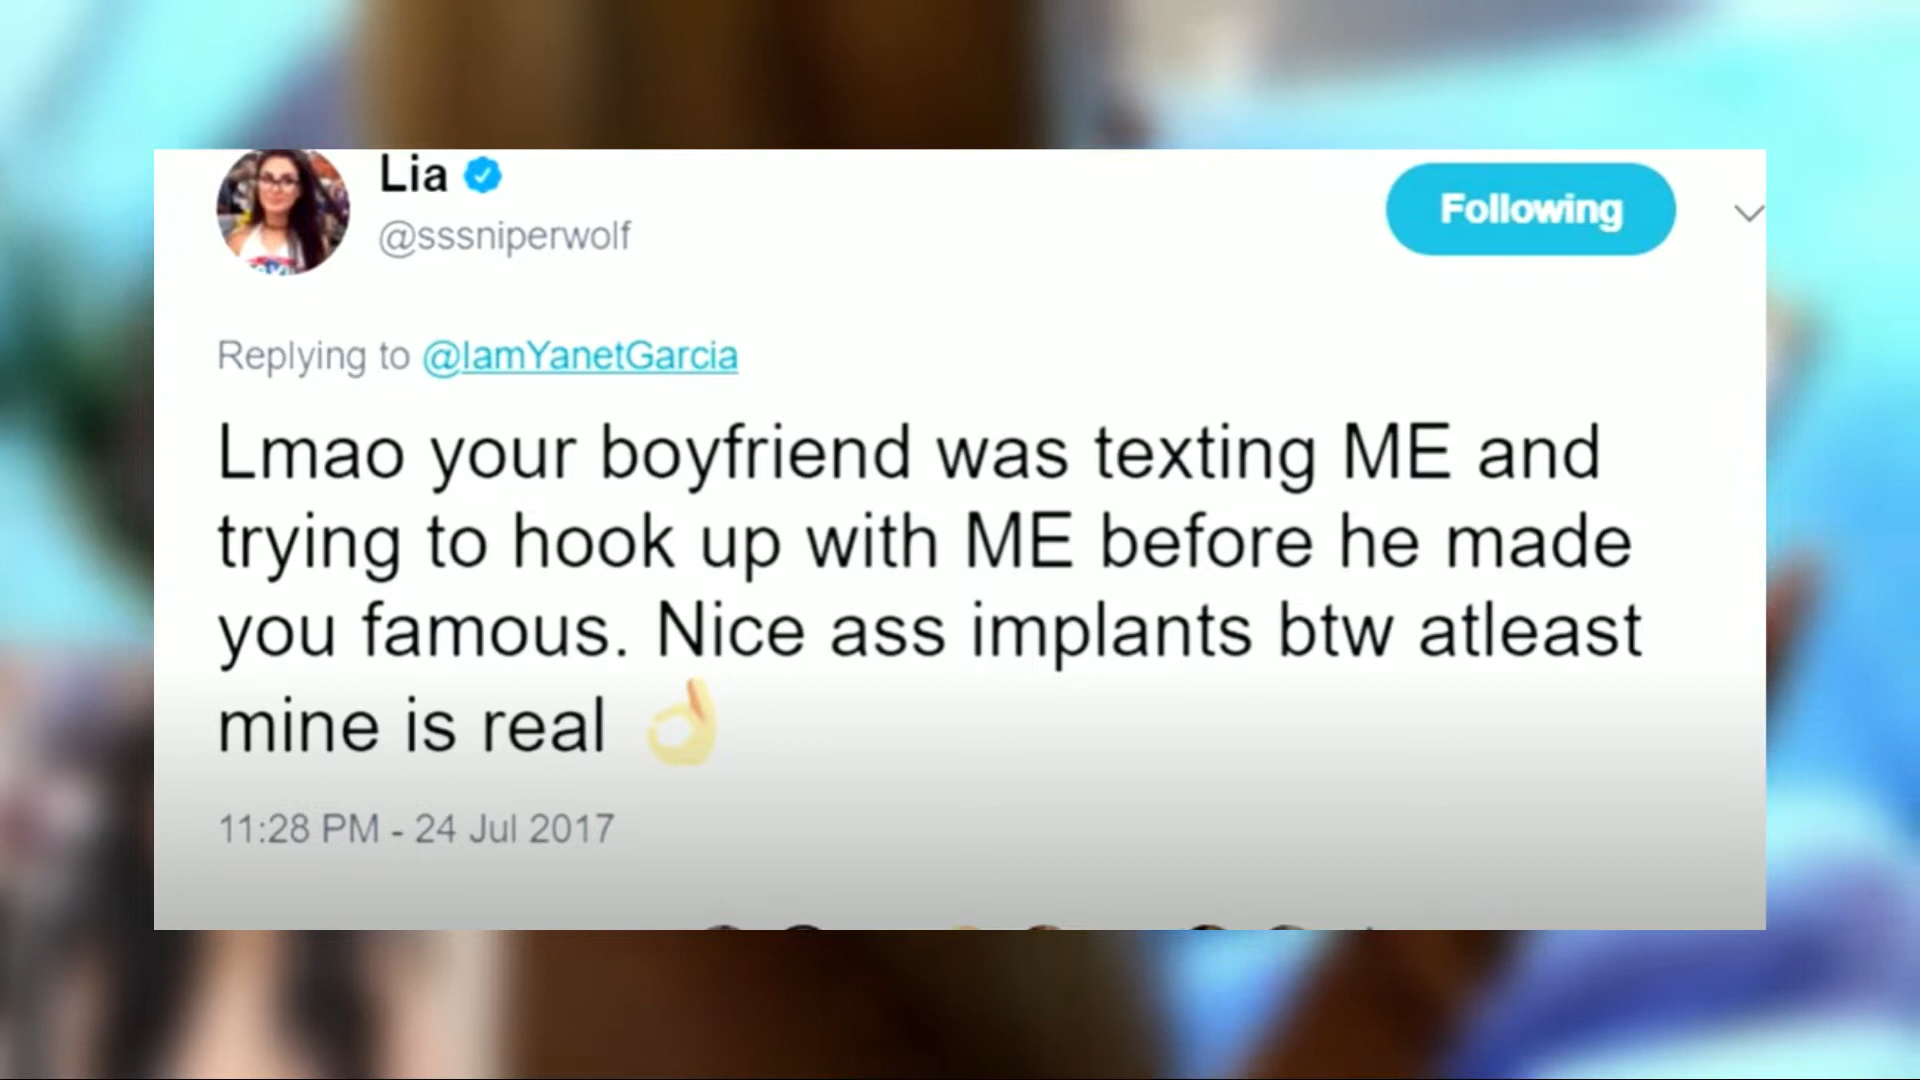 Lia
@sssniperwolf
Following
Replying to @IamYanetGarcia
Lmao your boyfriend was texting ME and
trying to hook up with ME before he made
you famous. Nice ass implants btw atleast
mine is real 👌
11:28 PM - 24 Jul 2017